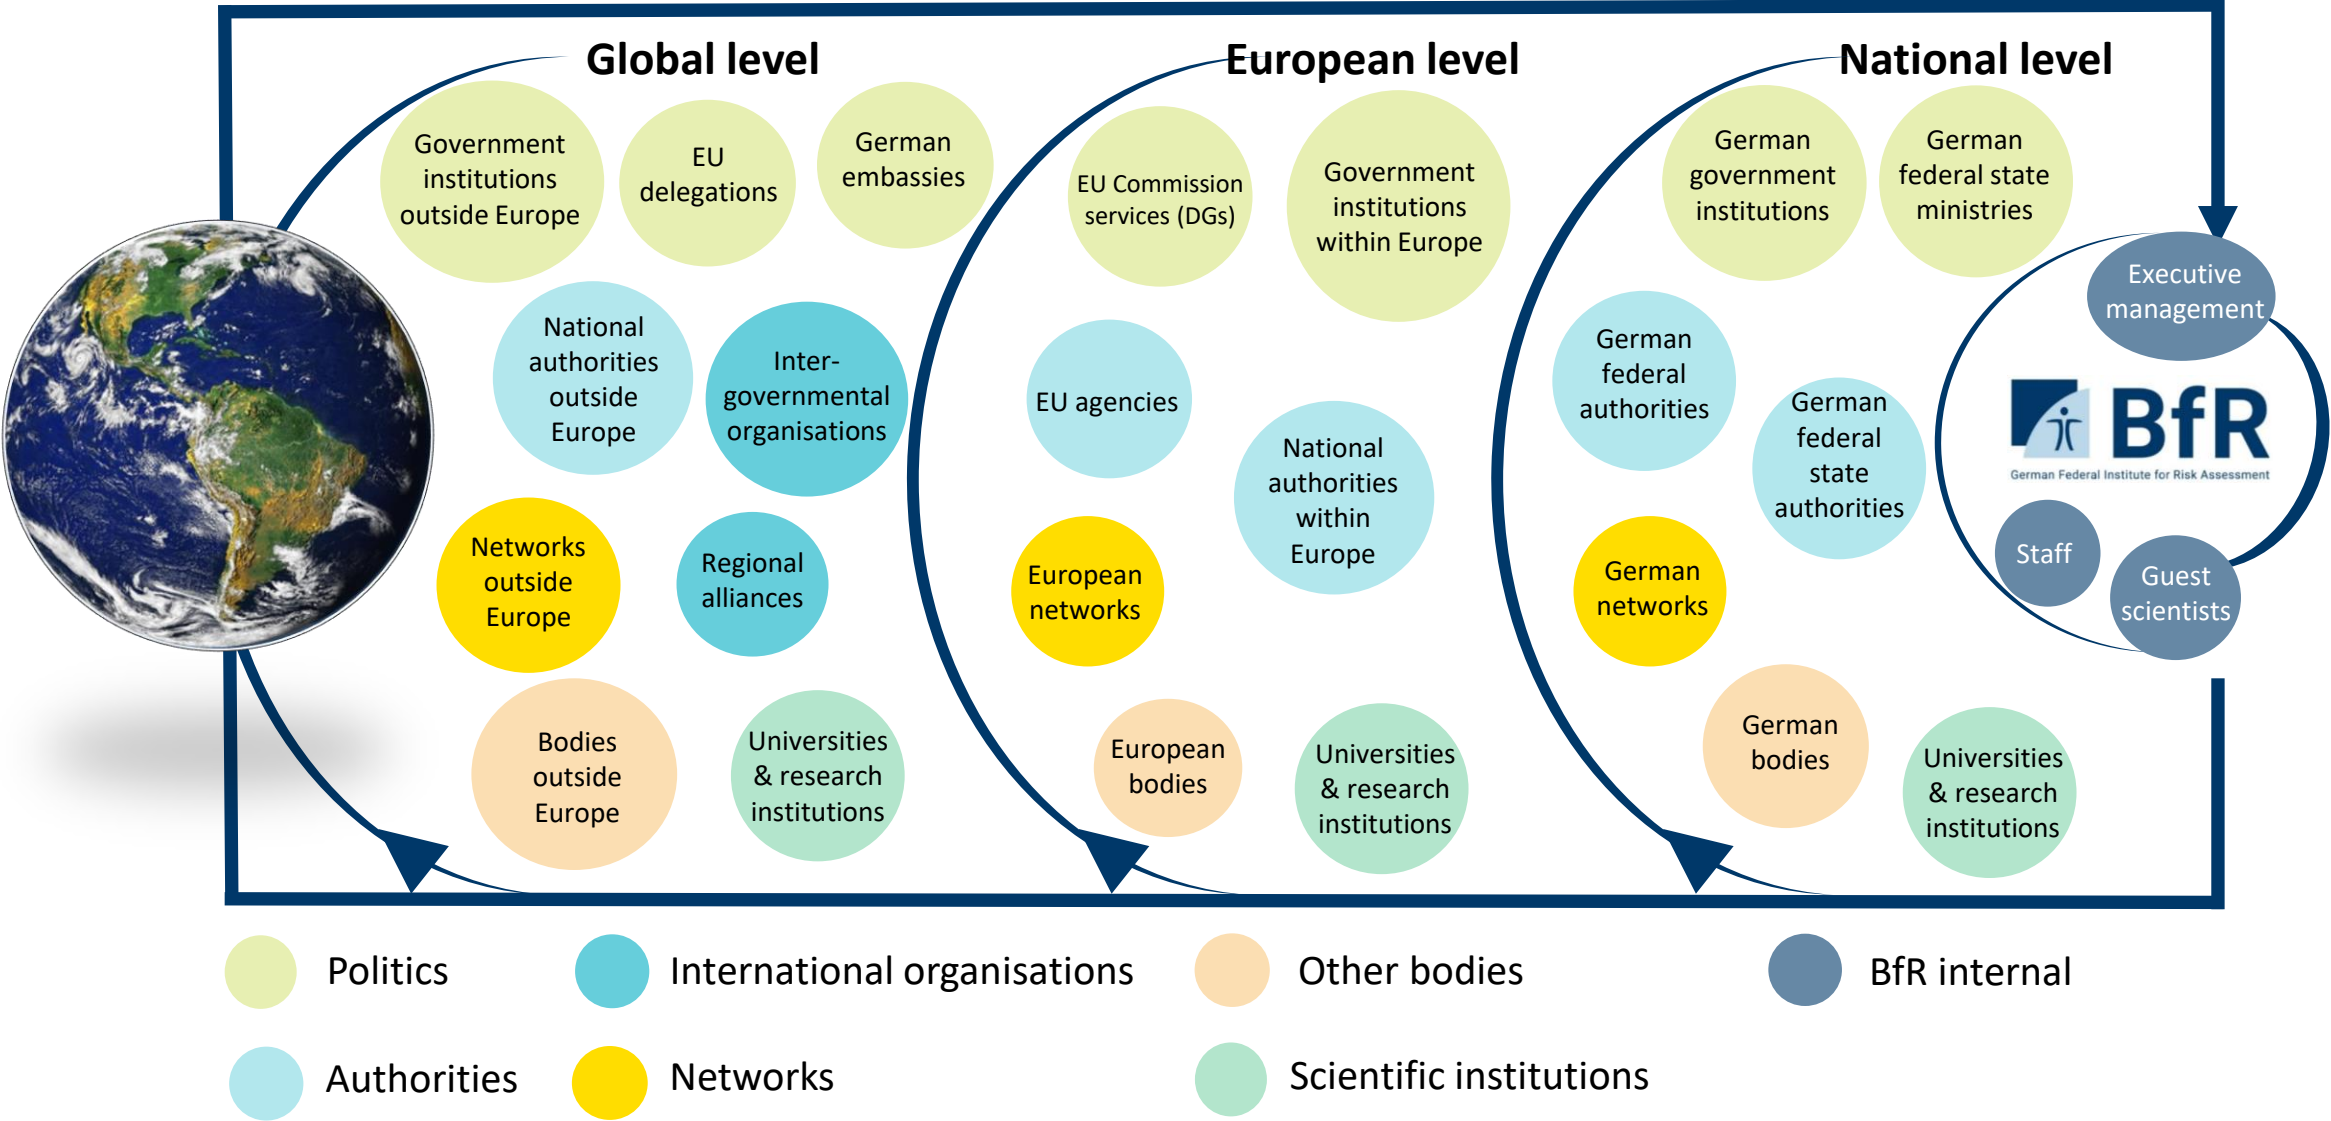 Global level
European level
National level
Government
institutions
outside Europe
EU
delegations
German
embassies
National
authorities
outside
Europe
Inter-
governmental
organisations
Networks
outside
Europe
Regional
alliances
Bodies
outside
Europe
Universities
& research
institutions
EU Commission
services (DGs)
Government
institutions
within Europe
EU agencies
National
authorities
within
Europe
European
networks
European
bodies
Universities
& research
institutions
German
government
institutions
German
federal state
ministries
German
federal
authorities
German
federal
state
authorities
German
networks
German
bodies
Universities
& research
institutions
Executive
management
BfR
German Federal Institute for Risk Assessment
Staff
Guest
scientists
Politics
International organisations
Other bodies
BfR internal
Authorities
Networks
Scientific institutions